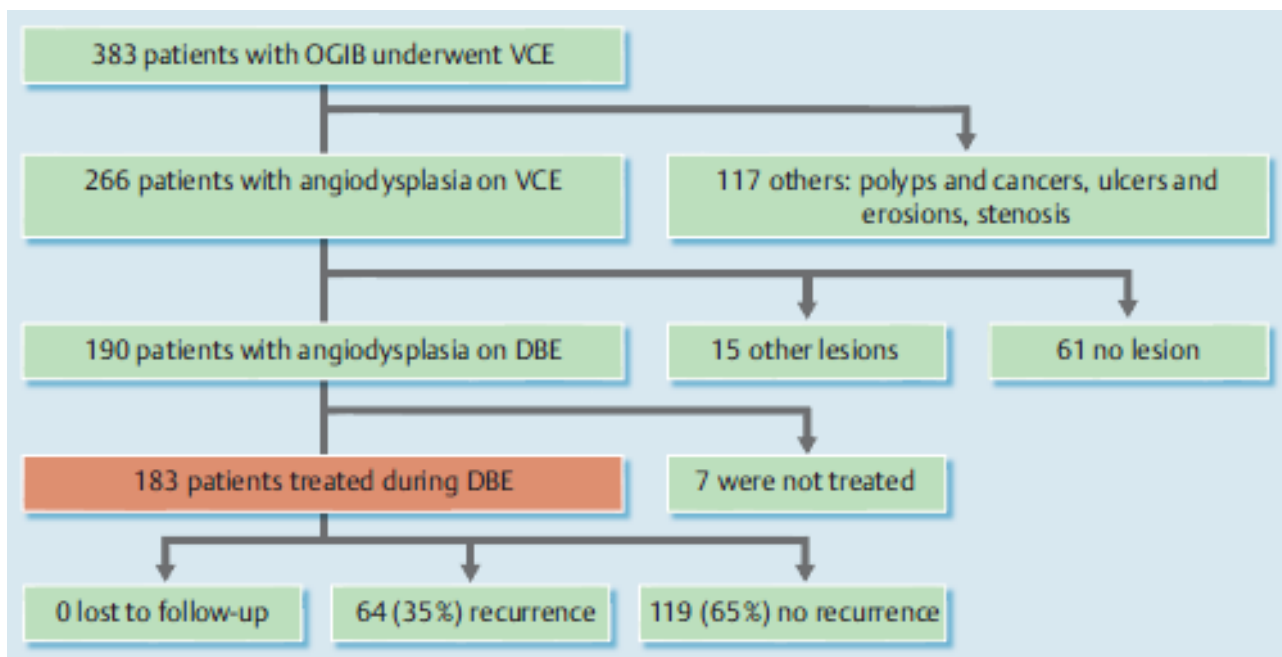 383 patients with OGIB underwent VCE
266 patients with angiodysplasia on VCE
117 others: polyps and cancers, ulcers and
erosions, stenosis
190 patients with angiodysplasia on DBE
15 other lesions
61 no lesion
183 patients treated during DBE
7 were not treated
0 lost to follow-up
64 (35%) recurrence
119 (65%) no recurrence